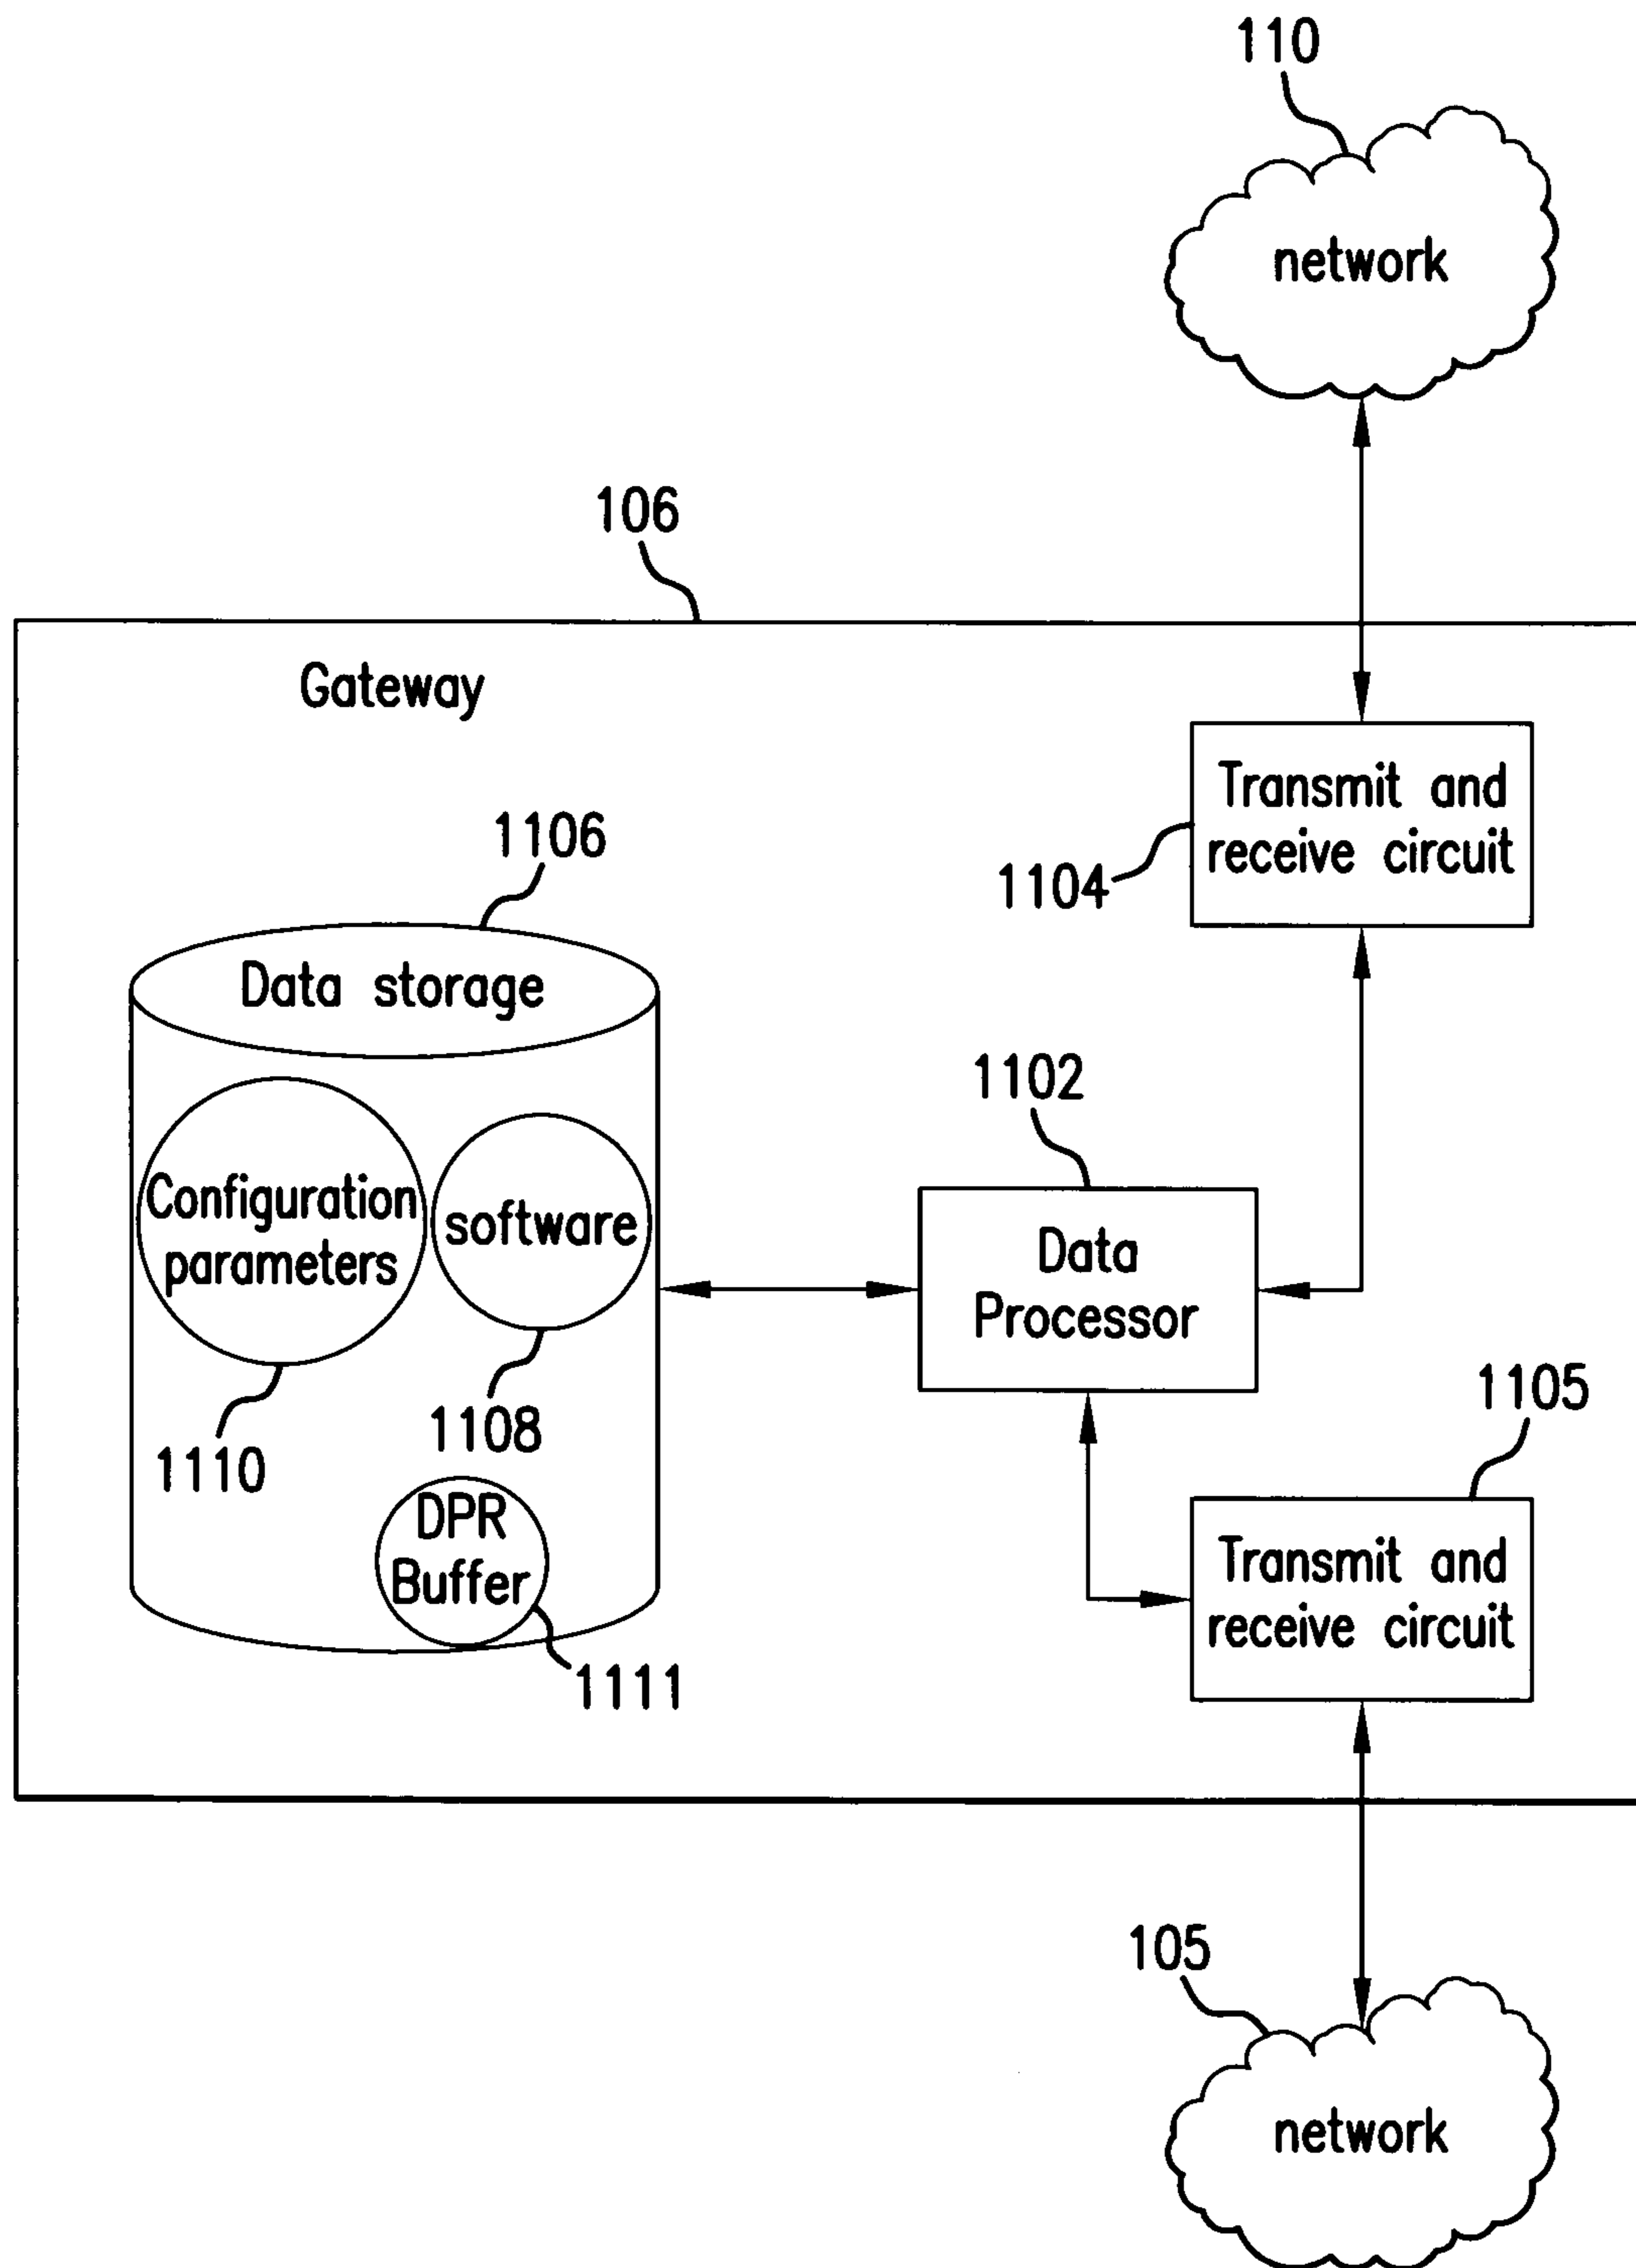 110
network
106
Gateway
Transmit and
receive circuit
1104
1106
Data storage
1102
Configuration
parameters
software
Data
Processor
1105
1108
1110
DPR
Buffer
Transmit and
receive circuit
1111
105
network